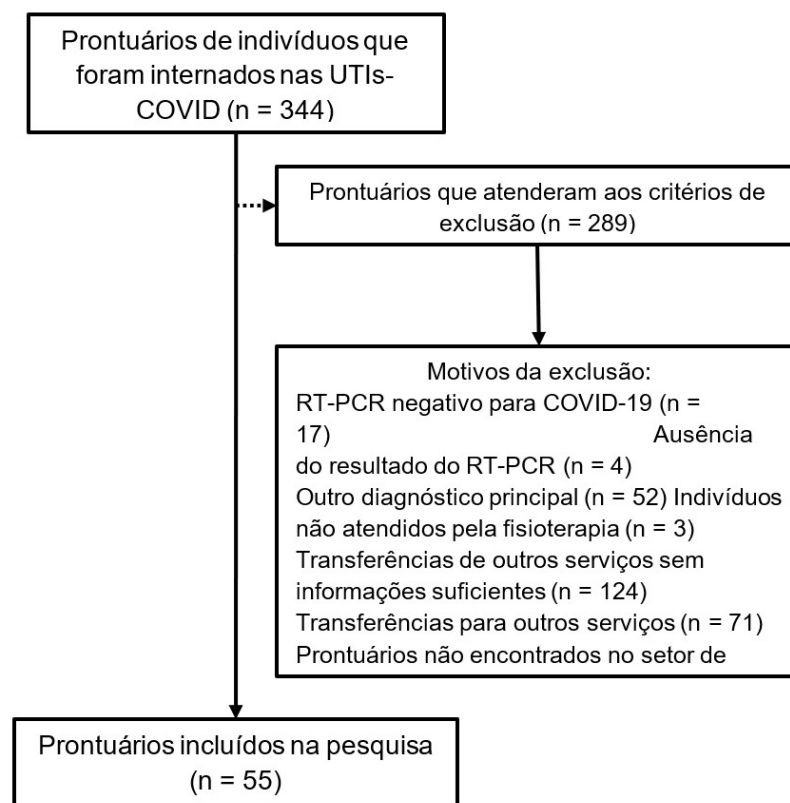 Prontuários de indivíduos que
foram internados nas UTIs-
COVID (n = 344)
Prontuários que atenderam aos critérios de
exclusão (n = 289)
Motivos da exclusão:
RT-PCR negativo para COVID-19 (n =
17) Ausência
do resultado do RT-PCR (n = 4)
Outro diagnóstico principal (n = 52) Indivíduos
não atendidos pela fisioterapia (n = 3)
Transferências de outros serviços sem
informações suficientes (n = 124)
Transferências para outros serviços (n = 71)
Prontuários não encontrados no setor de
Prontuários incluídos na pesquisa
(n = 55)